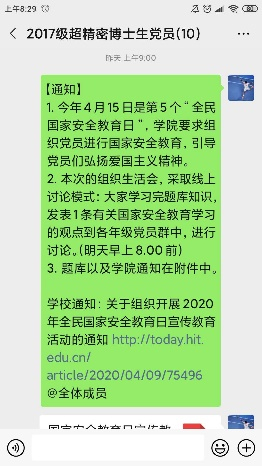 上午8:29
2017级超精密博士生党员(10)
昨天 上午9:00
【通知】
1. 今年4月15日是第5个“全民
国家安全教育日”，学院要求组
织党员进行国家安全教育，引导
党员们弘扬爱国主义精神。
2. 本次的组织生活会，采取线上
讨论模式：大家学习完题库知识，
发表1条有关国家安全教育学习
的观点到各年级党员群中，进行
讨论。（明天早上8.00前）
3. 题库以及学院通知在附件中。
学校通知：关于组织开展2020
年全民国家安全教育日宣传教育
活动的通知 http://today.hit.
edu.cn/
article/2020/04/09/75496
@全体成员
国家安全教育日宣传教